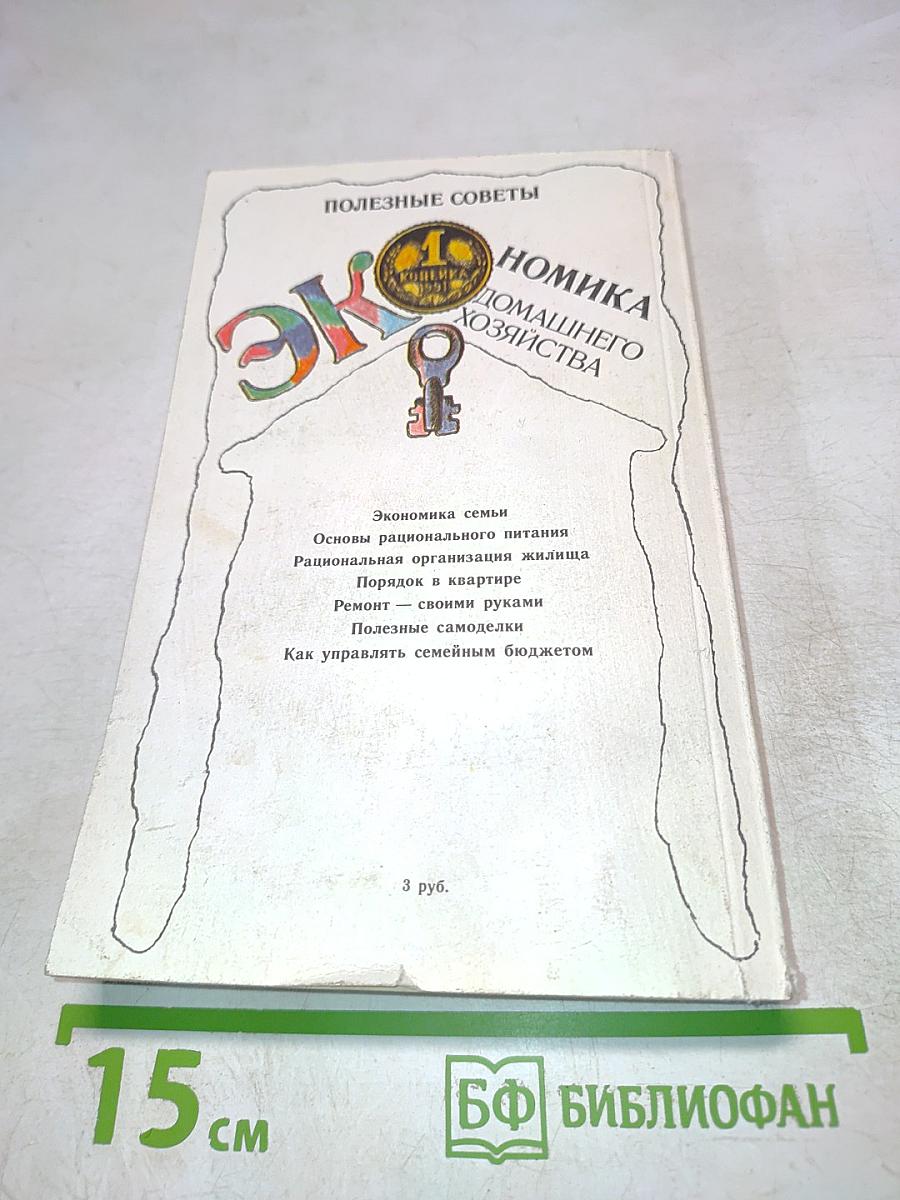 ПОЛЕЗНЫЕ СОВЕТЫ
ЭК
1
КОПЕЙКА
1991
НОМИКА
ДОМАШНЕГО
ХОЗЯЙСТВА
Экономика семьи
Основы рационального питания
Рациональная организация жилища
Порядок в квартире
Ремонт — своими руками
Полезные самоделки
Как управлять семейным бюджетом
3 руб.
15 см
БФ БИБЛИОФАН